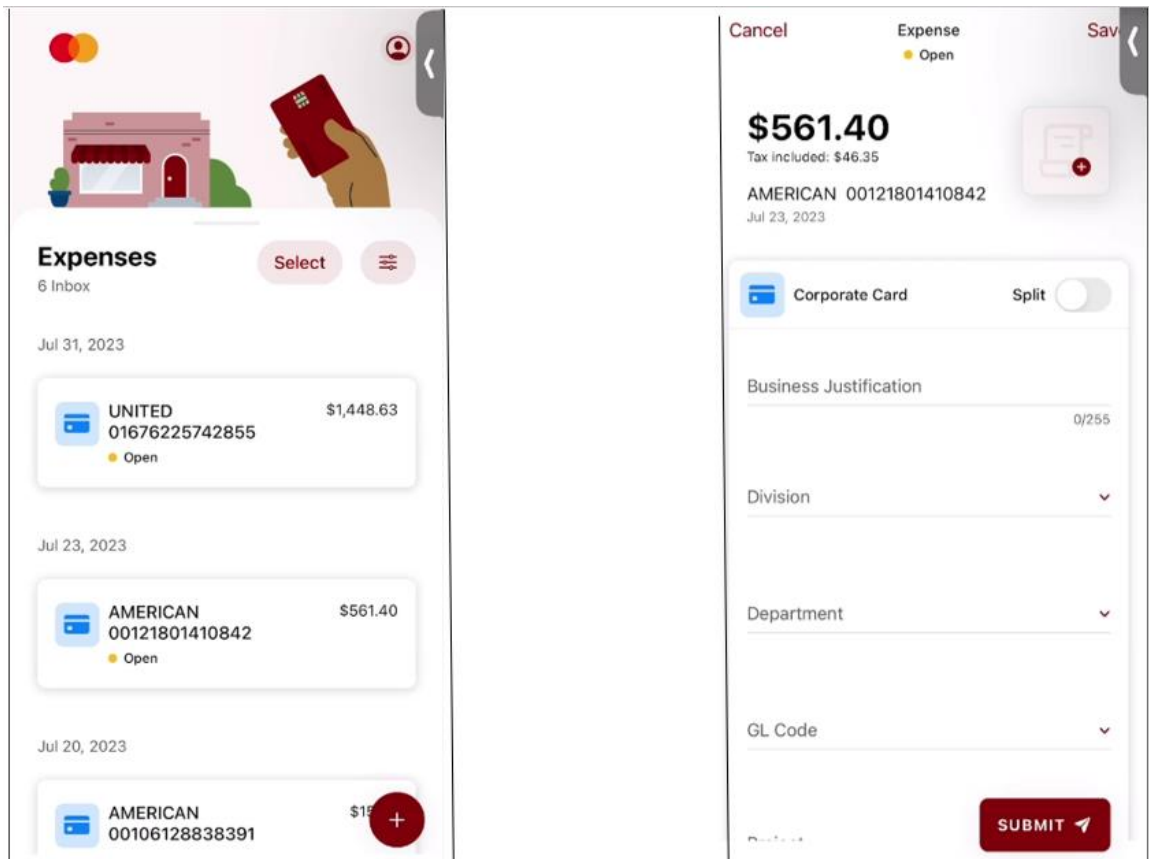 Expenses
6 Inbox
Select
Jul 31, 2023
UNITED
01676225742855
$1,448.63
Open
Jul 23, 2023
AMERICAN
00121801410842
$561.40
Open
Jul 20, 2023
AMERICAN
00106128838391
$15
+
Cancel
Expense
Open
Sav
$561.40
Tax included: $46.35
AMERICAN 00121801410842
Jul 23, 2023
Corporate Card
Split
Business Justification
0/255
Division
Department
GL Code
SUBMIT